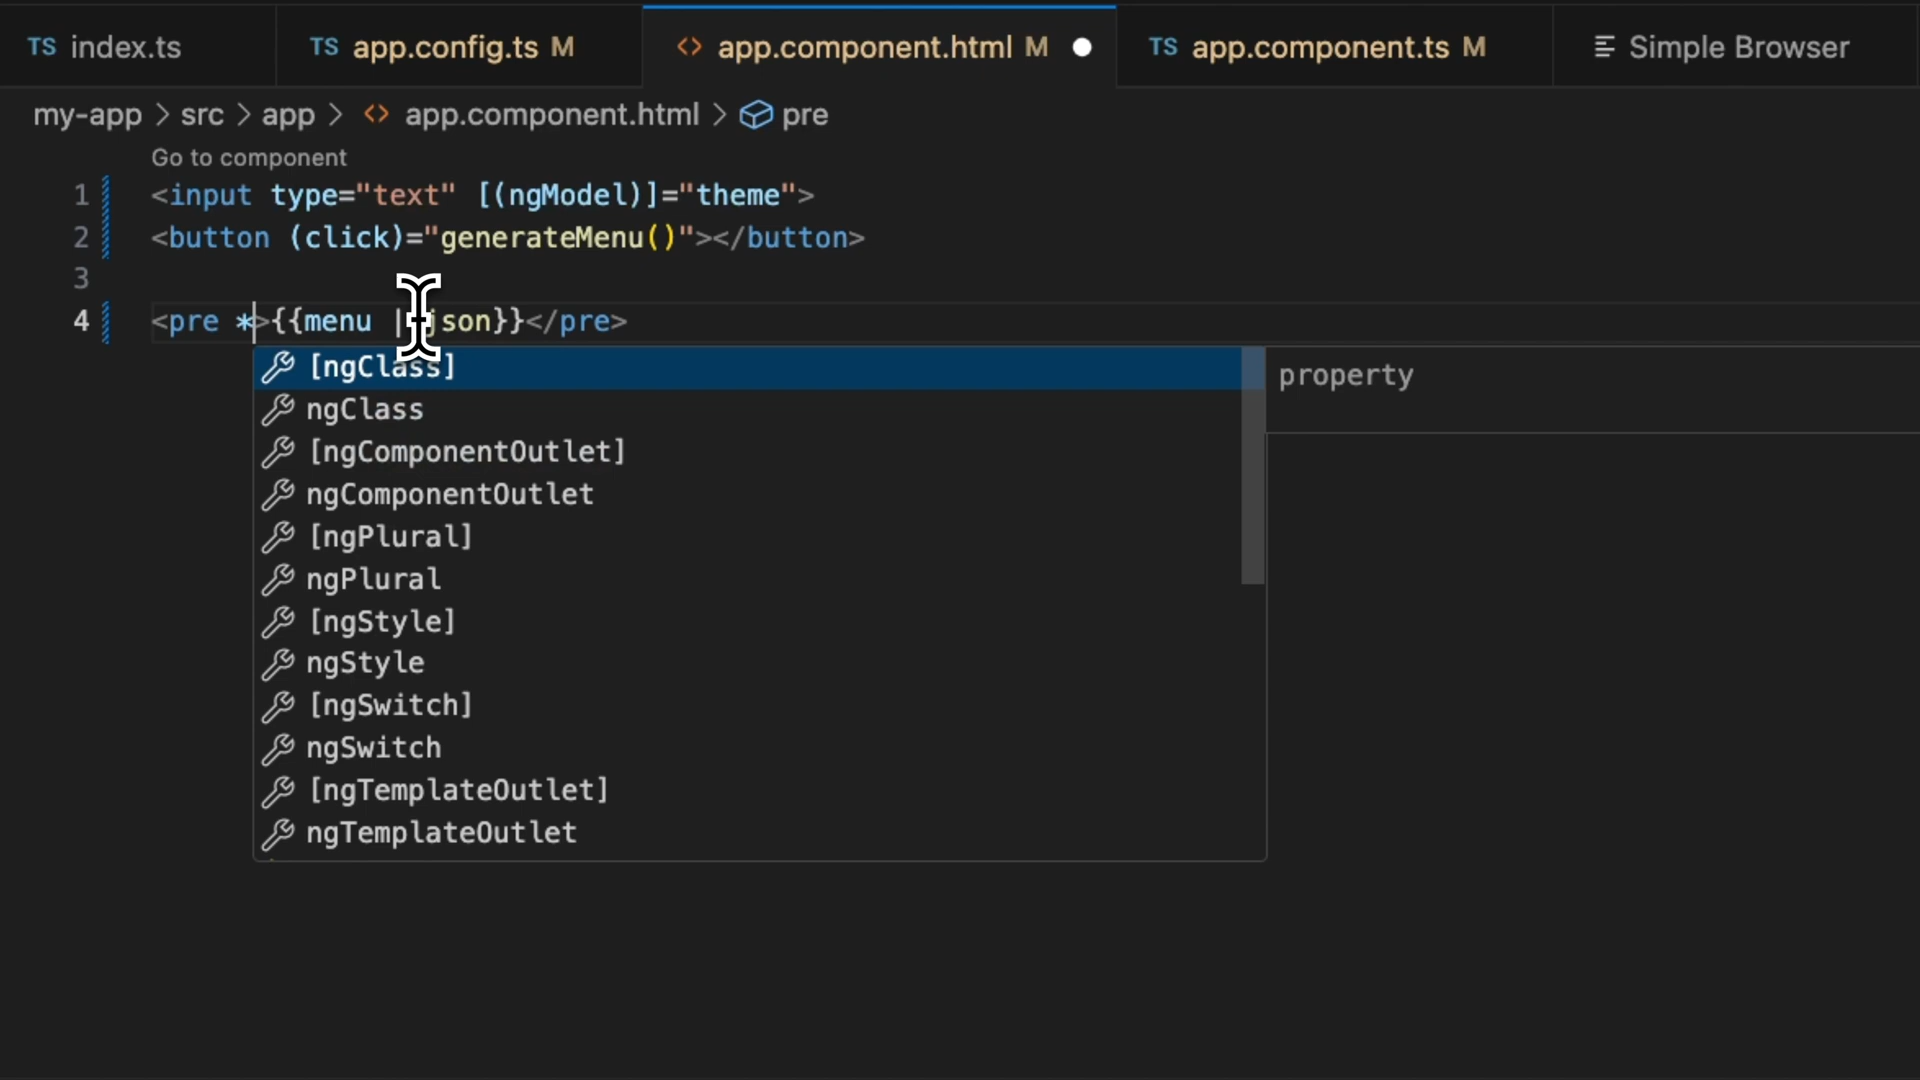 TS index.ts TS app.config.ts M <> app.component.html M TS app.component.ts M Simple Browser
my-app > src > app > <> app.component.html > pre
Go to component
1 <input type="text" [(ngModel)]="theme">
2 <button (click)="generateMenu()"></button>
3
4 <pre *>{{menu | json}}</pre>
[ngClass] property
ngClass
[ngComponentOutlet]
ngComponentOutlet
[ngPlural]
ngPlural
[ngStyle]
ngStyle
[ngSwitch]
ngSwitch
[ngTemplateOutlet]
ngTemplateOutlet